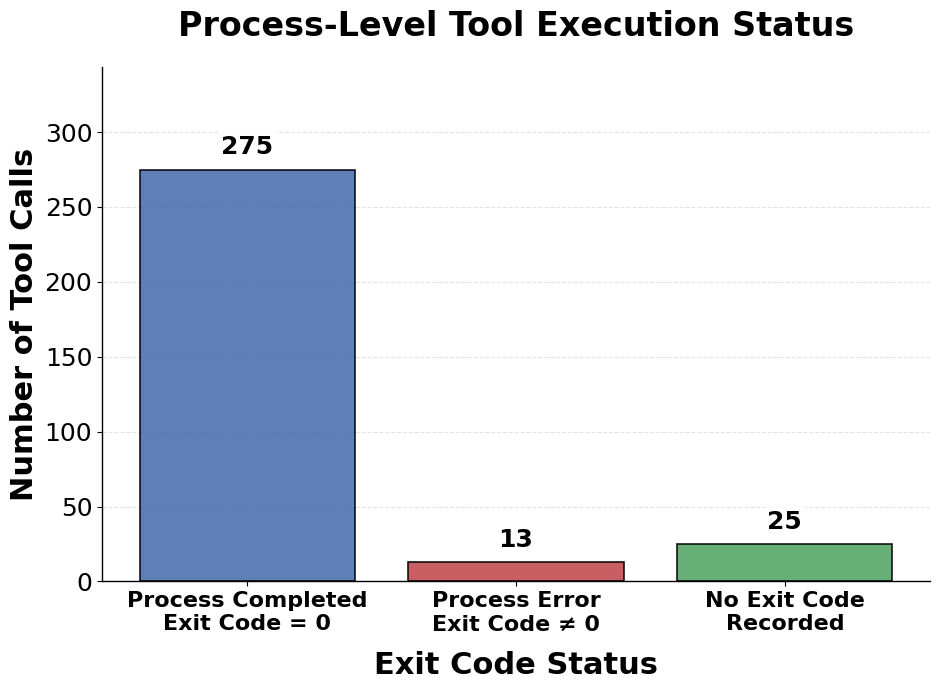 Process-Level Tool Execution Status
Number of Tool Calls
300
250
200
150
100
50
0
275
13
25
Process Completed
Exit Code = 0
Process Error
Exit Code ≠ 0
No Exit Code
Recorded
Exit Code Status